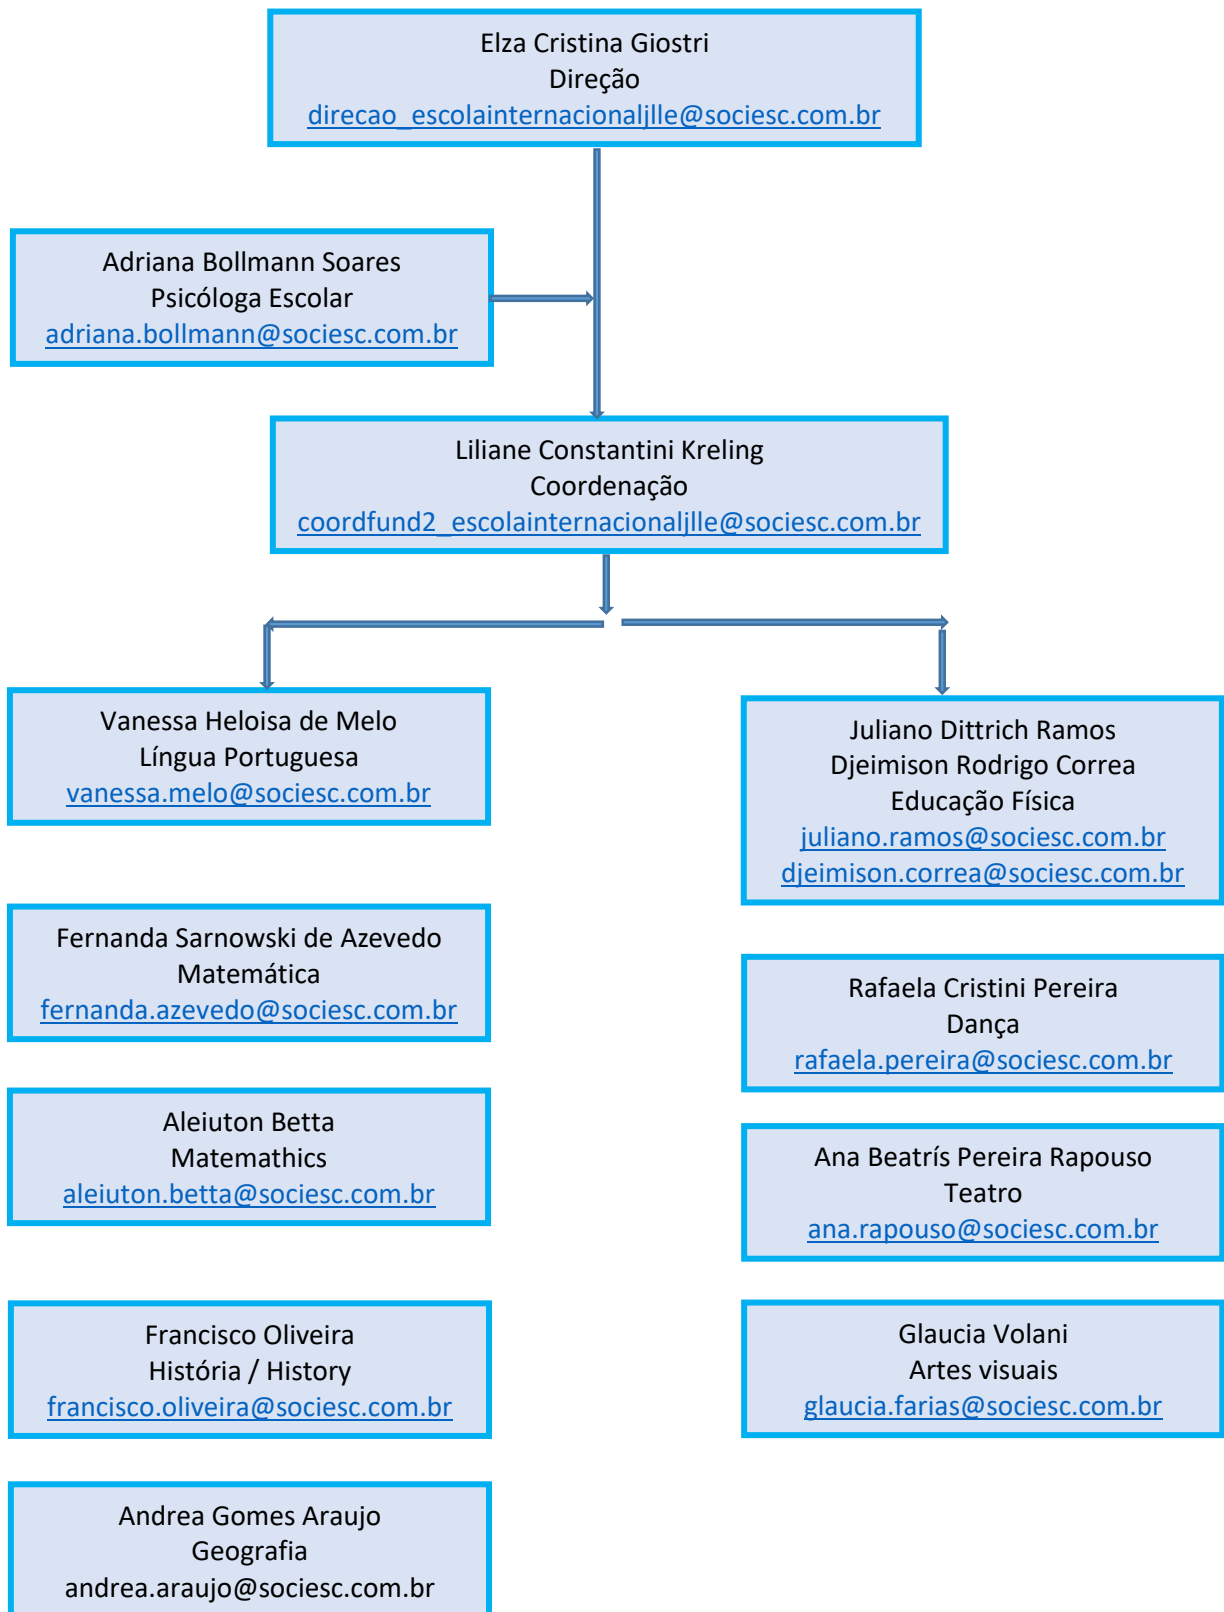 Elza Cristina Giostri
Direção
direcao_escolainternacionaljlle@sociesc.com.br
Adriana Bollmann Soares
Psicóloga Escolar
adriana.bollmann@sociesc.com.br
Liliane Constantini Kreling
Coordenação
coordfund2_escolainternacionaljlle@sociesc.com.br
Vanessa Heloisa de Melo
Língua Portuguesa
vanessa.melo@sociesc.com.br
Fernanda Sarnowski de Azevedo
Matemática
fernanda.azevedo@sociesc.com.br
Aleiuton Betta
Matemathics
aleiuton.betta@sociesc.com.br
Francisco Oliveira
História / History
francisco.oliveira@sociesc.com.br
Andrea Gomes Araujo
Geografia
andrea.araujo@sociesc.com.br
Juliano Dittrich Ramos
Djeimison Rodrigo Correa
Educação Física
juliano.ramos@sociesc.com.br
djeimison.correa@sociesc.com.br
Rafaela Cristini Pereira
Dança
rafaela.pereira@sociesc.com.br
Ana Beatrís Pereira Rapouso
Teatro
ana.rapouso@sociesc.com.br
Glaucia Volani
Artes visuais
glaucia.farias@sociesc.com.br